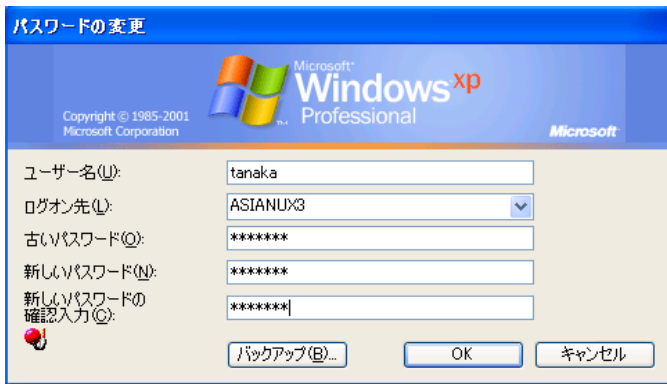 パスワードの変更
Microsoft®
Windows xp
Professional
Copyright © 1985-2001
Microsoft Corporation
Microsoft
ユーザー名(U):
tanaka
ログオン先(L):
ASIANUX3
古いパスワード(O):
*******
新しいパスワード(N):
*******
新しいパスワードの
確認入力(C):
*******
バックアップ(B)...
OK
キャンセル